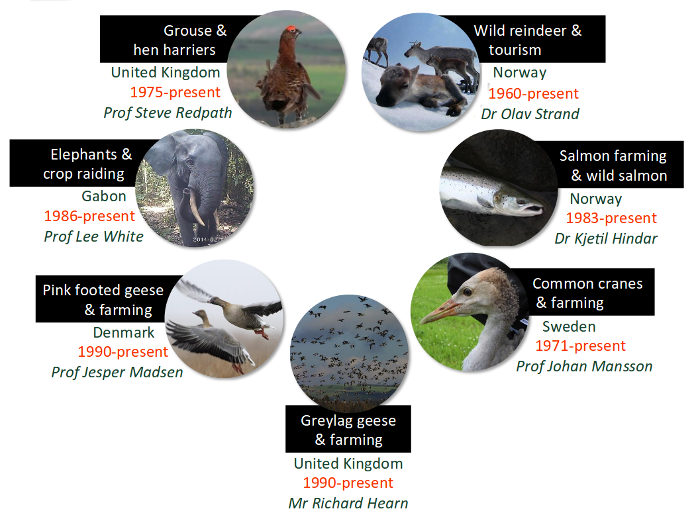 Grouse &
hen harriers
United Kingdom
1975-present
Prof Steve Redpath
Wild reindeer &
tourism
Norway
1960-present
Dr Olav Strand
Elephants &
crop raiding
Gabon
1986-present
Prof Lee White
Salmon farming
& wild salmon
Norway
1983-present
Dr Kjetil Hindar
Pink footed geese
& farming
Denmark
1990-present
Prof Jesper Madsen
Common cranes
& farming
Sweden
1971-present
Prof Johan Mansson
Greylag geese
& farming
United Kingdom
1990-present
Mr Richard Hearn